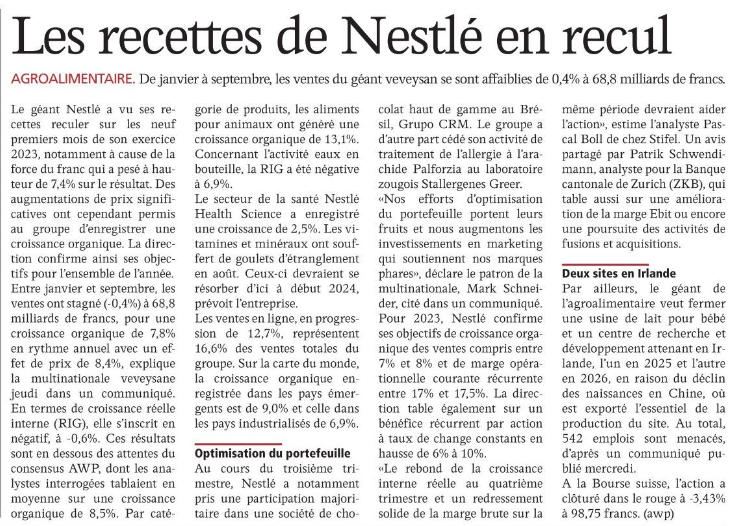 Les recettes de Nestlé en recul
AGROALIMENTAIRE. De janvier à septembre, les ventes du géant veveysan se sont affaiblies de 0,4% à 68,8 milliards de francs.
Le géant Nestlé a vu ses re-
cettes reculer sur les neuf
premiers mois de son exercice
2023, notamment à cause de la
force du franc qui a pesé à hau-
teur de 7,4% sur le résultat. Des
augmentations de prix signifi-
catives ont cependant permis
au groupe d'enregistrer une
croissance organique. La direc-
tion confirme ainsi ses objec-
tifs pour l'ensemble de l'année.
Entre janvier et septembre, les
ventes ont stagné (-0,4%) à 68,8
milliards de francs, pour une
croissance organique de 7,8%
en rythme annuel avec un ef-
fet de prix de 8,4%, explique
la multinationale veveysane
jeudi dans un communiqué.
En termes de croissance réelle
interne (RIG), elle s'inscrit en
négatif, à -0,6%. Ces résultats
sont en dessous des attentes du
consensus AWP, dont les ana-
lystes interrogées tablaient en
moyenne sur une croissance
organique de 8,5%. Par caté-
gorie de produits, les aliments
pour animaux ont généré une
croissance organique de 13,1%.
Concernant l'activité eaux en
bouteille, la RIG a été négative
à 6,9%.
Le secteur de la santé Nestlé
Health Science a enregistré
une croissance de 2,5%. Les vi-
tamines et minéraux ont souf-
fert de goulets d'étranglement
en août. Ceux-ci devraient se
résorber d'ici à début 2024,
prévoit l'entreprise.
Les ventes en ligne, en progres-
sion de 12,7%, représentent
16,6% des ventes totales du
groupe. Sur la carte du monde,
la croissance organique en-
registrée dans les pays émer-
gents est de 9,0% et celle dans
les pays industrialisés de 6,9%.
Optimisation du portefeuille
Au cours du troisième trim-
estre, Nestlé a notamment
pris une participation majori-
taire dans une société de cho-
colat haut de gamme au Bré-
sil, Grupo CRM. Le groupe a
d'autre part cédé son activité de
traitement de l'allergie à l'ara-
chide Palforzia au laboratoire
zougois Stallergenes Greer.
«Nos efforts d'optimisation
du portefeuille portent leurs
fruits et nous augmentons les
investissements en marketing
qui soutiennent nos marques
phares», déclare le patron de la
multinationale, Mark Schnei-
der, cité dans un communiqué.
Pour 2023, Nestlé confirme
ses objectifs de croissance orga-
nique des ventes compris entre
7% et 8% et de marge opéra-
tionnelle courante récurrente
entre 17% et 17,5%. La direc-
tion table également sur un
bénéfice récurrent par action
à taux de change constants en
hausse de 6% à 10%.
«Le rebond de la croissance
interne réelle au quatrième
trimestre et un redressement
solide de la marge brute sur la
même période devraient aider
l'action», estime l'analyste Pas-
cal Boll de chez Stifel. Un avis
partagé par Patrik Schwendi-
mann, analyste pour la Banque
cantonale de Zurich (ZKB), qui
table aussi sur une améliora-
tion de la marge Ebit ou encore
une poursuite des activités de
fusions et acquisitions.
Deux sites en Irlande
Par ailleurs, le géant de
l'agroalimentaire veut fermer
une usine de lait pour bébé
et un centre de recherche et
développement attenant en Ir-
lande, l'un en 2025 et l'autre
en 2026, en raison du déclin
des naissances en Chine, où
est exporté l'essentiel de la
production du site. Au total,
542 emplois sont menacés,
d'après un communiqué pu-
blié mercredi.
A la Bourse suisse, l'action a
clôturé dans le rouge à -3,43%
à 98,75 francs. (awp)